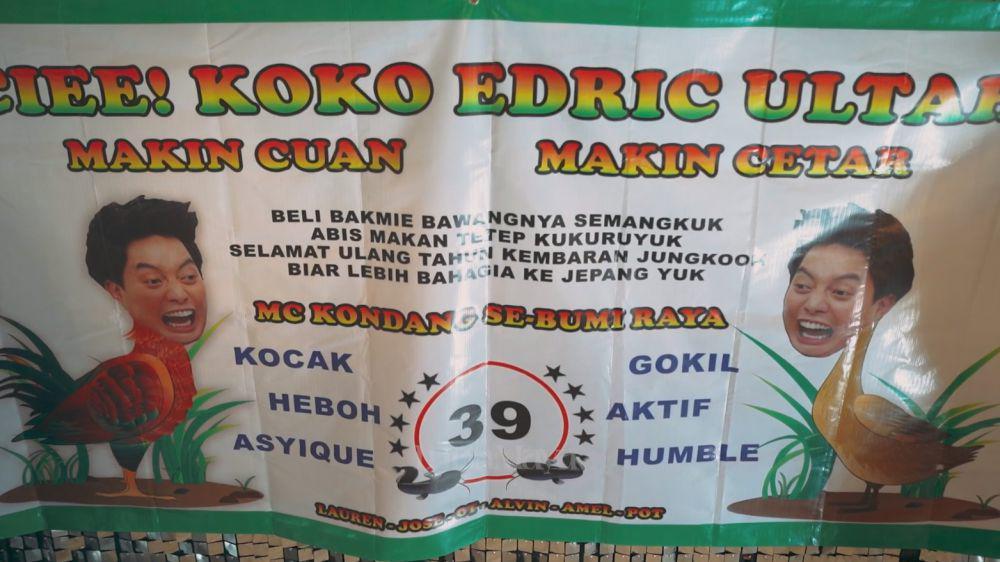 CIEE! KOKO EDRIC ULTAH
MAKIN CUAN MAKIN CETAR
BELI BAKMIE BAWANGNYA SEMANGKUK
ABIS MAKAN TETEP KUKURUYUK
SELAMAT ULANG TAHUN KEMBARAN JUNGKOOK
BIAR LEBIH BAHAGIA KE JEPANG YUK
MC KONDANG SE-BUMI RAYA
KOCAK GOKIL
HEBOH 39 AKTIF
ASYIQUE HUMBLE
LAUREN - JOSE - - ALVIN - AMEL - POT